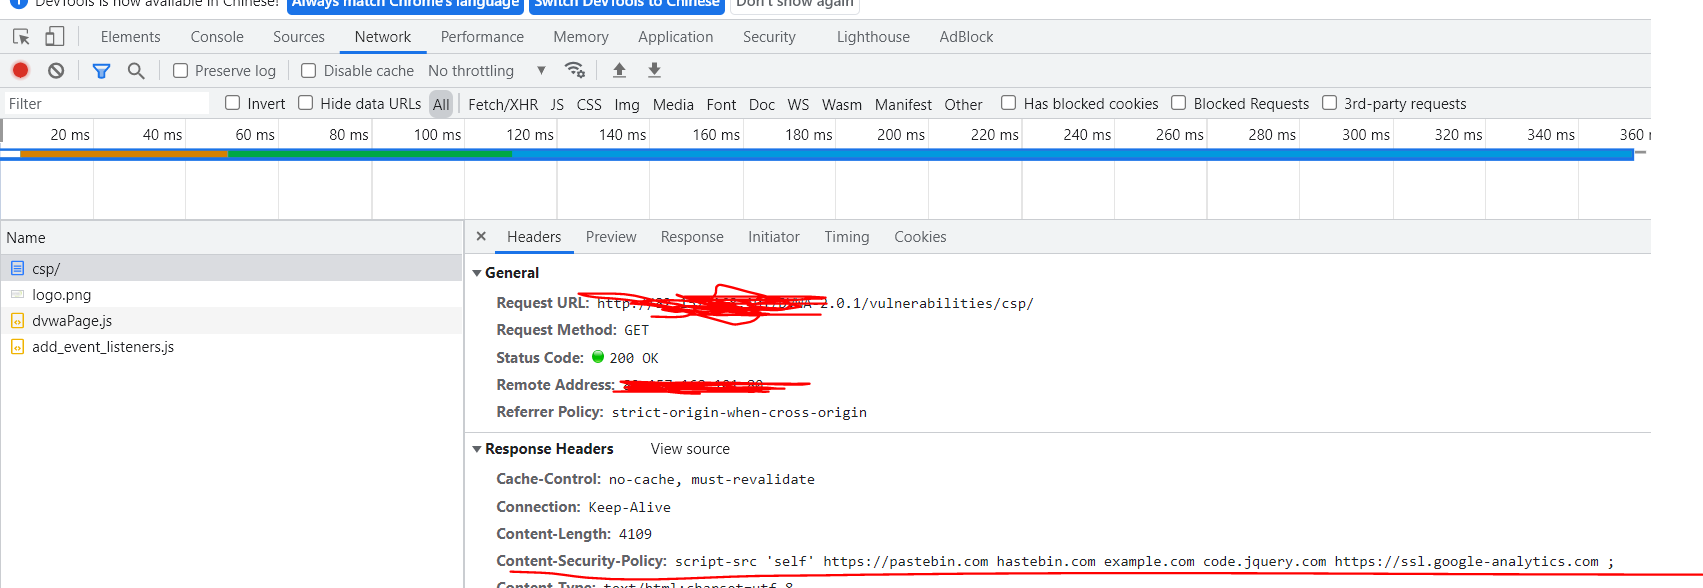 DevTools is now available in Chinese! Always match Chrome's language Switch DevTools to Chinese Don't show again
Elements Console Sources Network Performance Memory Application Security Lighthouse AdBlock
Preserve log Disable cache No throttling
Filter Invert Hide data URLs All Fetch/XHR JS CSS Img Media Font Doc WS Wasm Manifest Other Has blocked cookies Blocked Requests 3rd-party requests
20 ms 40 ms 60 ms 80 ms 100 ms 120 ms 140 ms 160 ms 180 ms 200 ms 220 ms 240 ms 260 ms 280 ms 300 ms 320 ms 340 ms 360
Name
csp/
logo.png
dvwaPage.js
add_event_listeners.js
Headers Preview Response Initiator Timing Cookies
General
Request URL: http:// 2.0.1/vulnerabilities/csp/
Request Method: GET
Status Code: 200 OK
Remote Address:
Referrer Policy: strict-origin-when-cross-origin
Response Headers View source
Cache-Control: no-cache, must-revalidate
Connection: Keep-Alive
Content-Length: 4109
Content-Security-Policy: script-src 'self' https://pastebin.com hastebin.com example.com code.jquery.com https://ssl.google-analytics.com ;
Content-Type: text/html;charset=utf-8